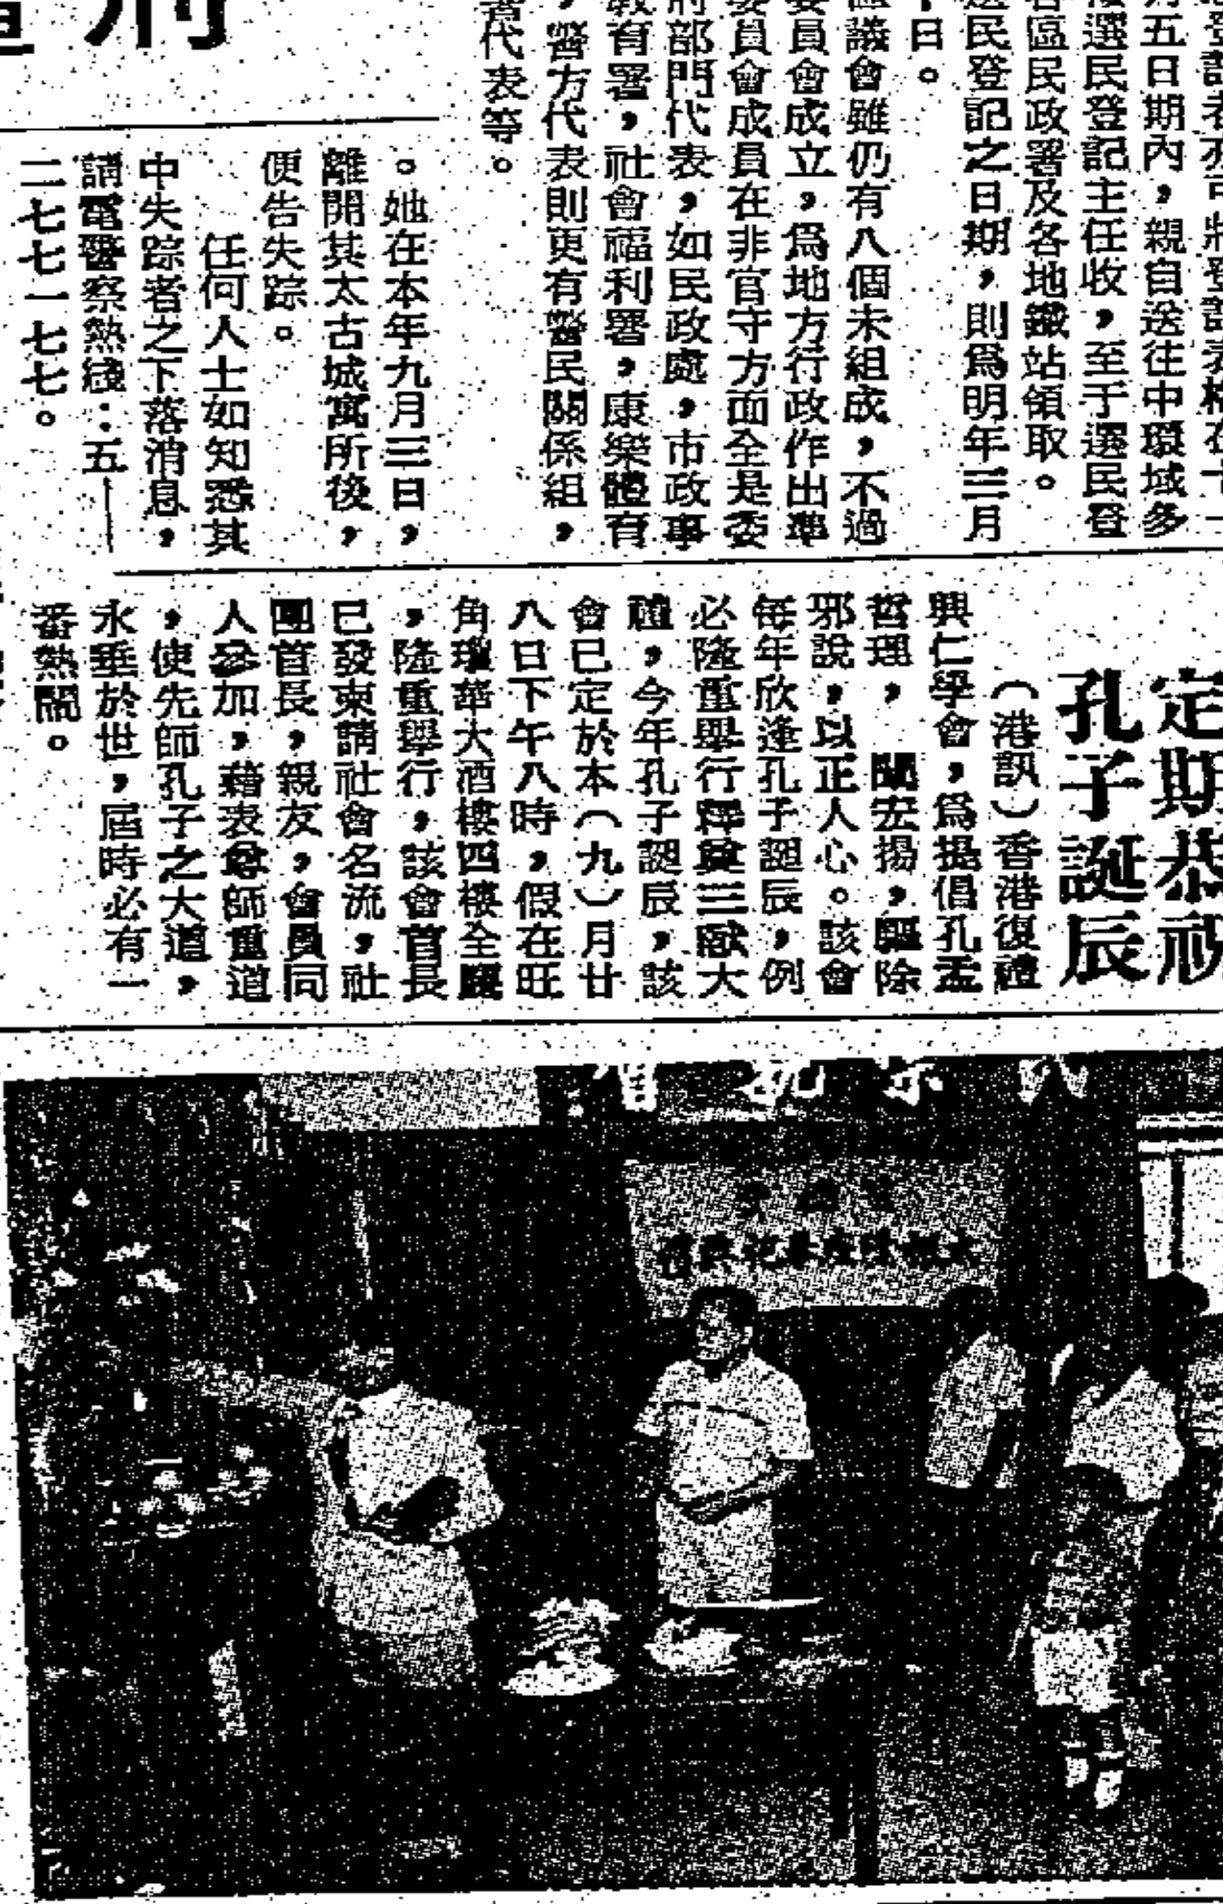 五日期內，親自送往中環域多
選民登記主任收，至于選民登
各區民政署及各地鐵站領取。
選民登記之日期，則爲明年三月
日。
區議會雖仍有八個未組成，不過
委員會成立，爲地方行政作出準
委員會成員在非官守方面全是委
府部門代表，如民政處，市政事
教育署，社會福利署，康樂體育
，警方代表則更有警民關係組，
代表等。
。她在本年九月三日，
離開其太古城寓所後，
便告失踪。
任何人士如知悉其
中失踪者之下落消息，
請電警察熱綫：五—
二七七一七七。
定期恭祝
孔子誕辰
（港訊）香港復禮
興仁學會，爲提倡孔孟
哲理，闡宏揚，驅除
邪說，以正人心。該會
每年欣逢孔子誕辰，例
必隆重舉行釋奠三獻大
禮，今年孔子誕辰，該
會已定於本（九）月廿
八日下午八時，假在旺
角瓊華大酒樓四樓全廳
，隆重舉行，該會首長
已發柬請社會名流，社
團首長，親友，會員同
人參加，藉表尊師重道
，使先師孔子之大道，
永垂於世，屆時必有一
番熱鬧。